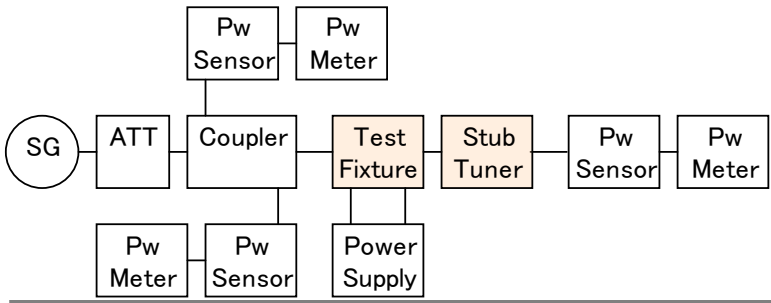 Pw Sensor
Pw Meter
SG
ATT
Coupler
Test Fixture
Stub Tuner
Pw Sensor
Pw Meter
Pw Meter
Pw Sensor
Power Supply